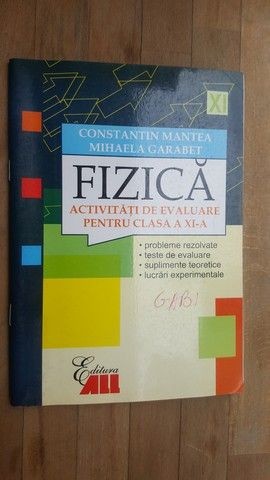 XI
CONSTANTIN MANTEA
MIHAELA GARABET
FIZICĂ
ACTIVITĂȚI DE EVALUARE
PENTRU CLASA A XI-A
• probleme rezolvate
• teste de evaluare
• suplimente teoretice
• lucrări experimentale
GABI
Editura
ALL